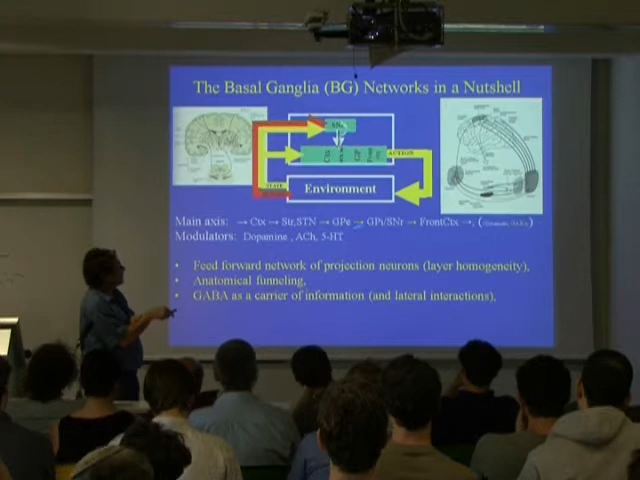 The Basal Ganglia (BG) Networks in a Nutshell
ACTION
Environment
Main axis: → Ctx → Str,STN → GPe → GPi/SNr → FrontCtx →, (
Modulators: Dopamine , ACh, 5-HT
• Feed forward network of projection neurons (layer homogeneity),
• Anatomical funneling,
• GABA as a carrier of information (and lateral interactions),